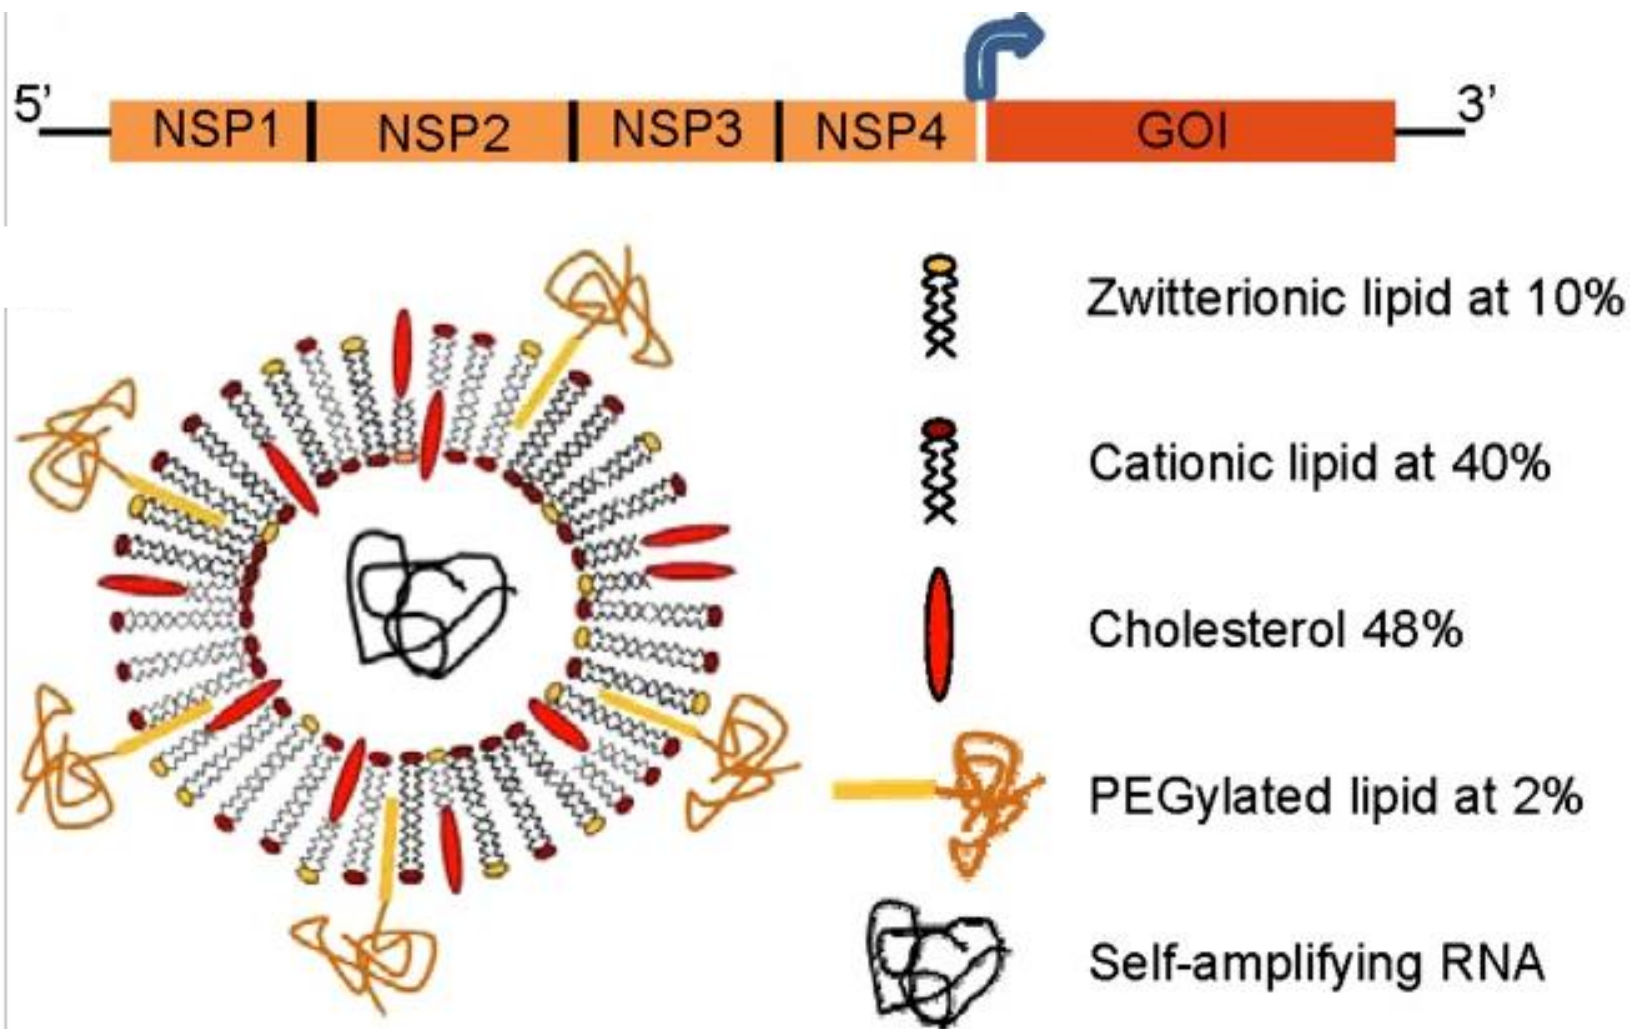 5’
NSP1
NSP2
NSP3
NSP4
GOI
3’
Zwitterionic lipid at 10%
Cationic lipid at 40%
Cholesterol 48%
PEGylated lipid at 2%
Self-amplifying RNA